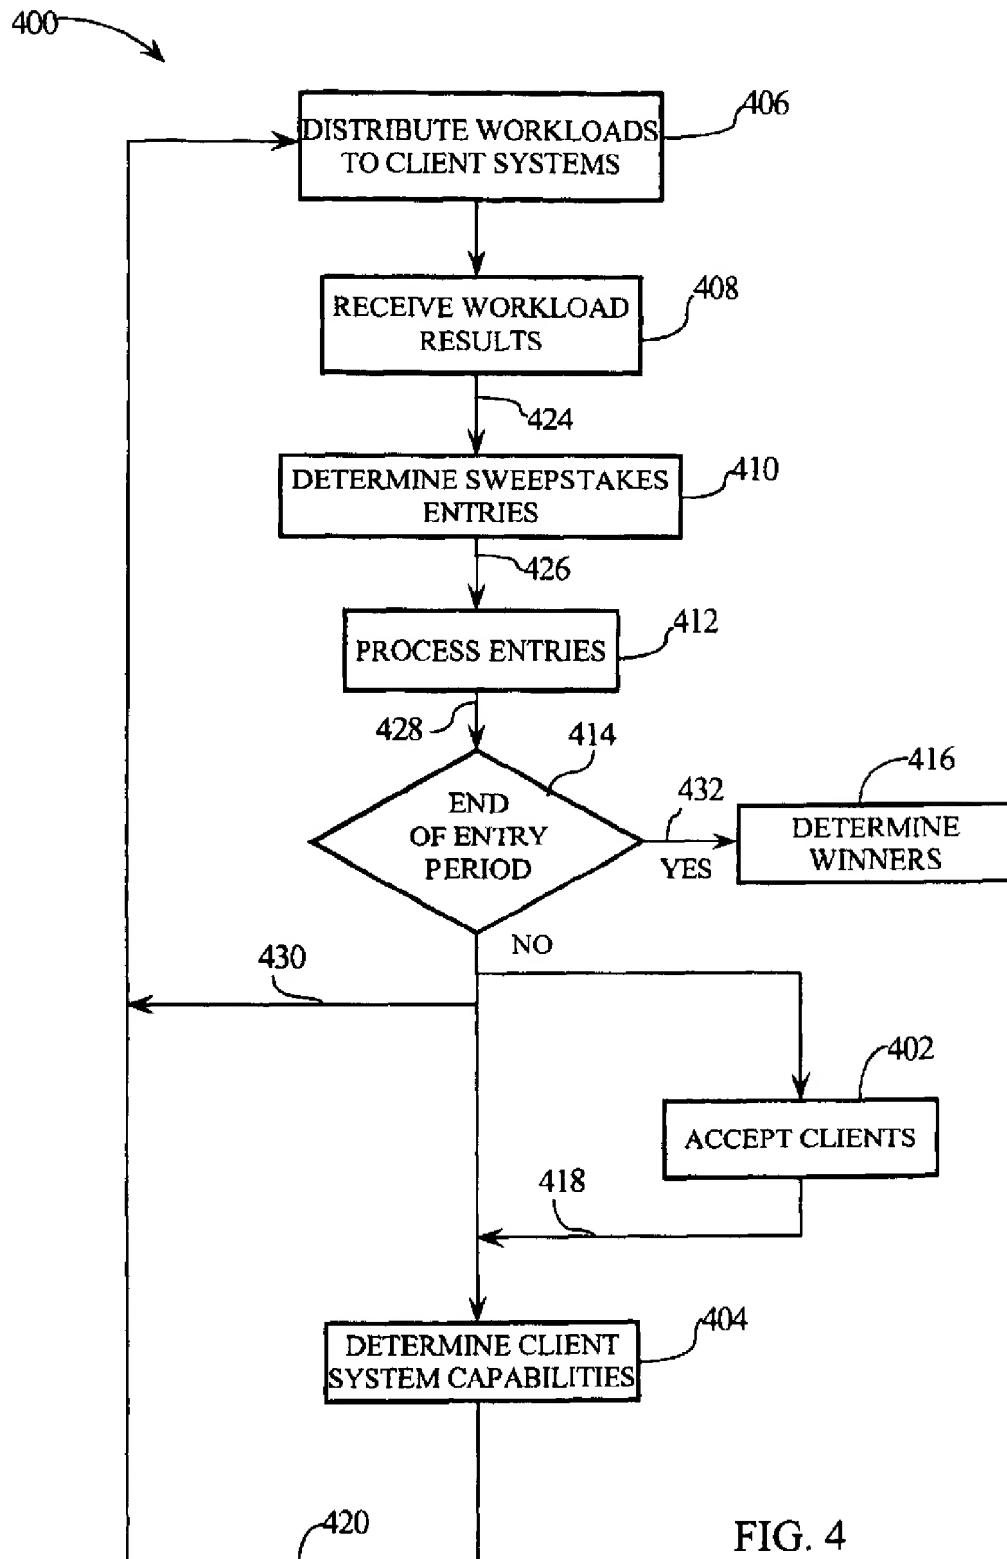 400
406
DISTRIBUTE WORKLOADS
TO CLIENT SYSTEMS
408
RECEIVE WORKLOAD
RESULTS
424
410
DETERMINE SWEEPSTAKES
ENTRIES
426
412
PROCESS ENTRIES
428
414
416
END
OF ENTRY
PERIOD
432
YES
DETERMINE
WINNERS
NO
430
402
ACCEPT CLIENTS
418
404
DETERMINE CLIENT
SYSTEM CAPABILITIES
420
FIG. 4